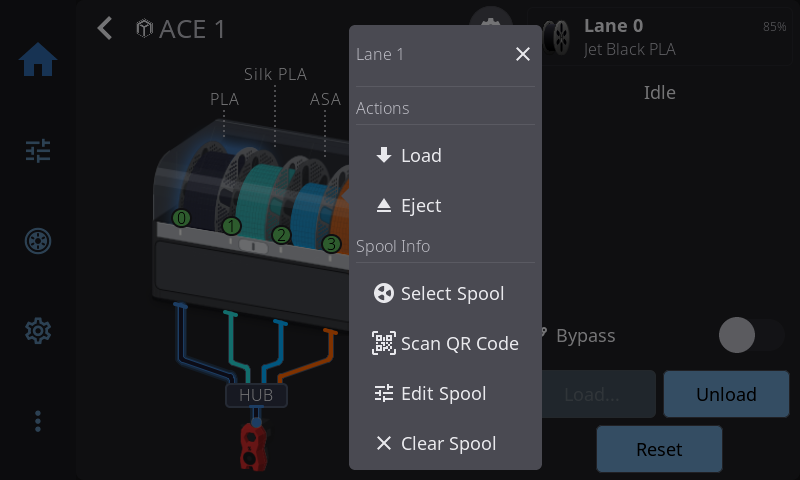 ACE 1
Silk PLA
PLA
ASA
0
1
2
3
HUB
Lane 1
Actions
Load
Eject
Spool Info
Select Spool
Scan QR Code
Edit Spool
Clear Spool
Lane 0
85%
Jet Black PLA
Idle
Bypass
Load...
Unload
Reset